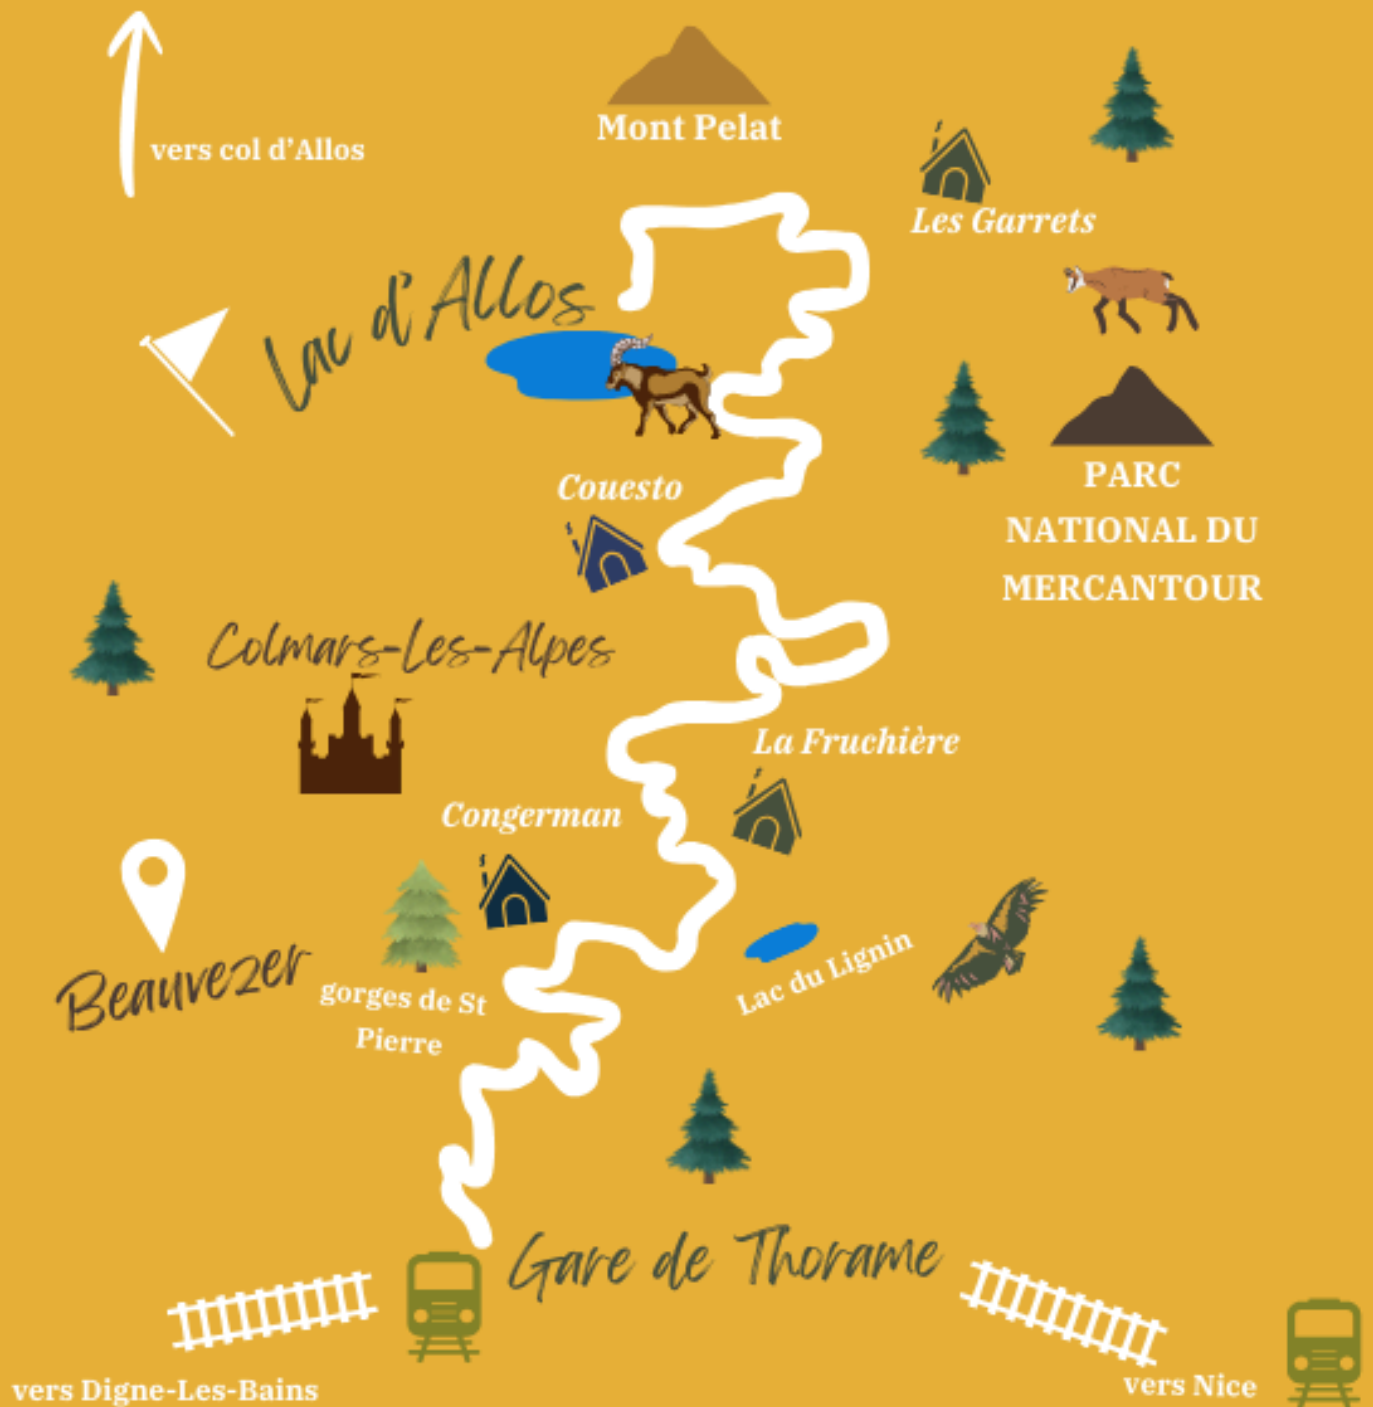 Mont Pelat
vers col d'Allos
Les Garrets
Lac d'Allos
PARC
NATIONAL DU
MERCANTOUR
Couesto
Colmars-Les-Alpes
La Fruchière
Congerman
Beauvezer
gorges de St
Pierre
Lac du Lignin
Gare de Thorame
vers Digne-Les-Bains
vers Nice